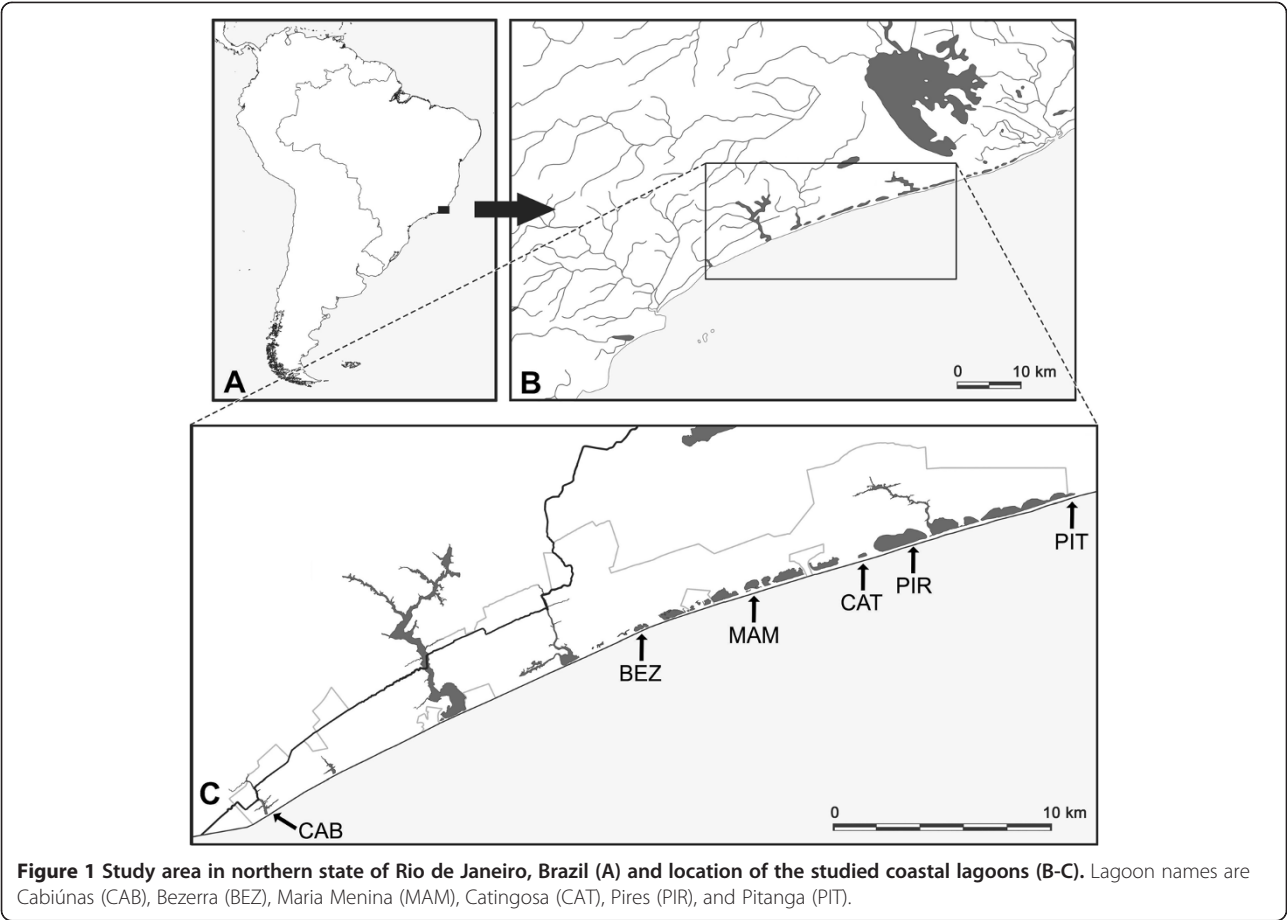 A
B
0 10 km
C
CAB
BEZ
MAM
CAT
PIR
PIT
0 10 km
Figure 1 Study area in northern state of Rio de Janeiro, Brazil (A) and location of the studied coastal lagoons (B-C). Lagoon names are
Cabiúnas (CAB), Bezerra (BEZ), Maria Menina (MAM), Catingosa (CAT), Pires (PIR), and Pitanga (PIT).